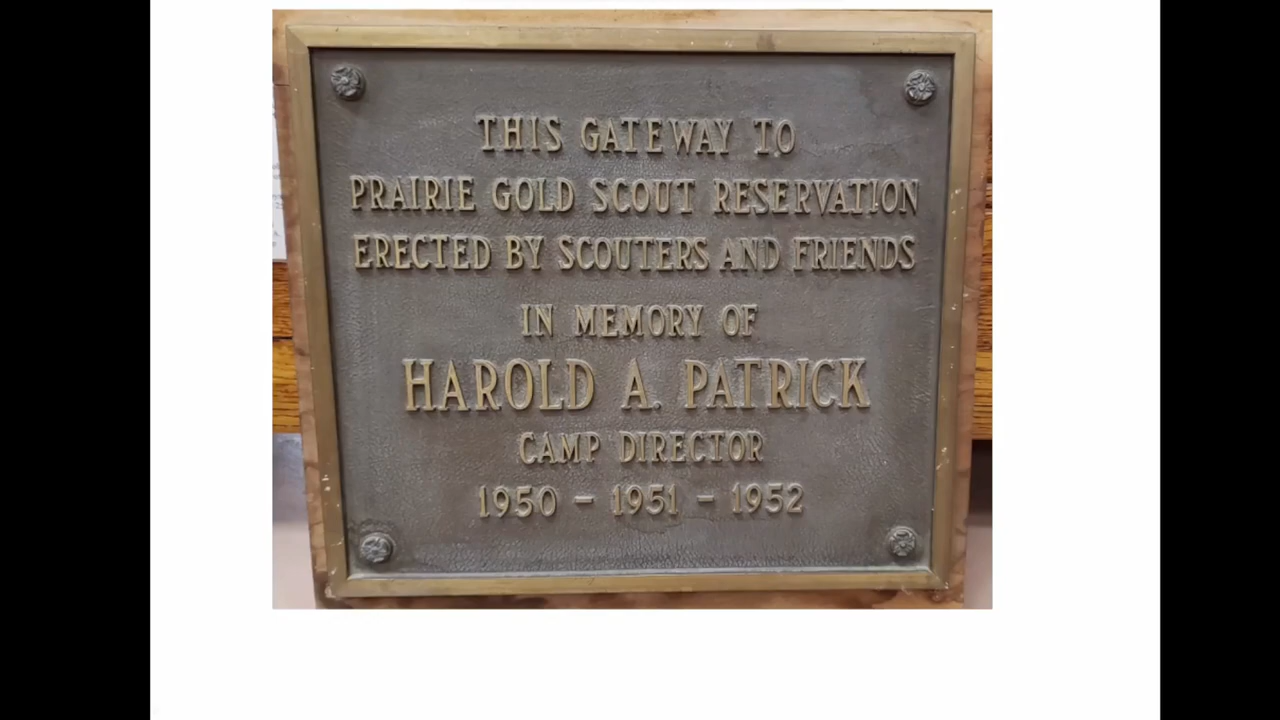 THIS GATEWAY TO
PRAIRIE GOLD SCOUT RESERVATION
ERECTED BY SCOUTERS AND FRIENDS
IN MEMORY OF
HAROLD A. PATRICK
CAMP DIRECTOR
1950 - 1951 - 1952